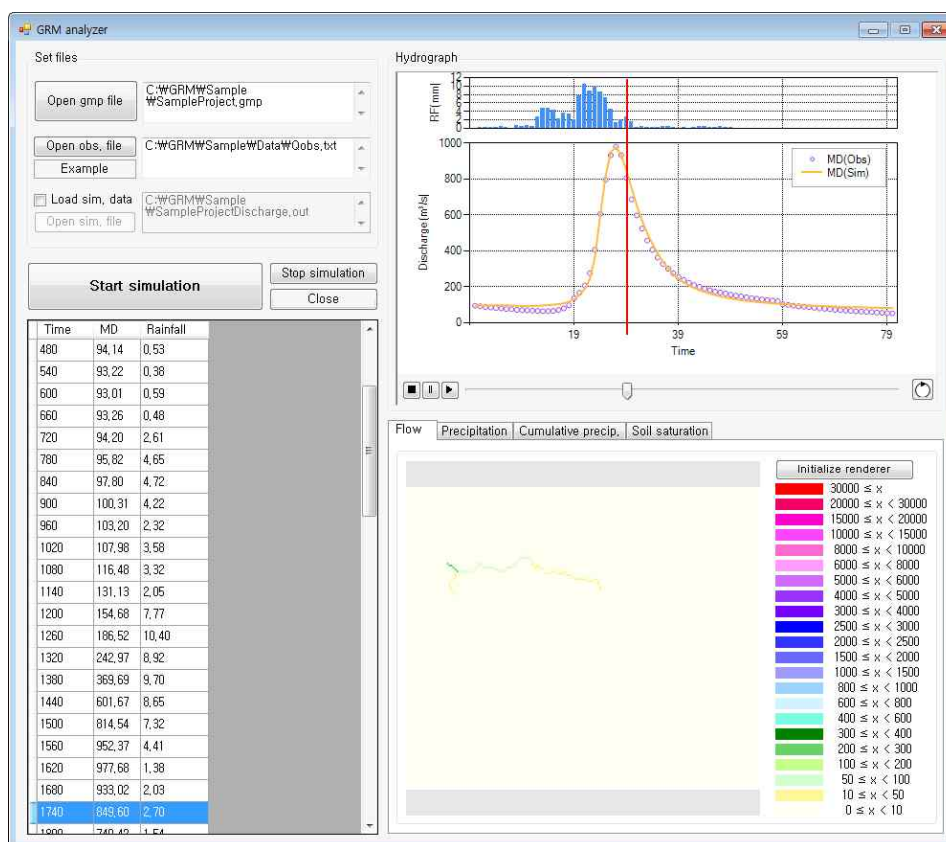 GRM analyzer
Set files
Open gmp file
C:₩GRM₩Sample
₩SampleProject,gmp
Open obs, file
C:₩GRM₩Sample₩Data₩Qobs,txt
Example
Load sim, data
C:₩GRM₩Sample
₩SampleProjectDischarge,out
Open sim, file
Start simulation
Stop simulation
Close
Time MD Rainfall
480 94,14 0,53
540 93,22 0,38
600 93,01 0,59
660 93,26 0,48
720 94,20 2,61
780 95,82 4,65
840 97,80 4,72
900 100,31 4,22
960 103,20 2,32
1020 107,98 3,58
1080 116,48 3,32
1140 131,13 2,05
1200 154,68 7,77
1260 186,52 10,40
1320 242,97 8,92
1380 369,69 9,70
1440 601,67 8,65
1500 814,54 7,32
1560 952,37 4,41
1620 977,68 1,38
1680 933,02 2,03
1740 849,60 2,70
Hydrograph
RF[mm]
12
10
8
6
4
2
0
Discharge[m³/s]
1000
800
600
400
200
0
MD(Obs)
MD(Sim)
19 39 59 79
Time
Flow Precipitation Cumulative precip, Soil saturation
Initialize renderer
30000 ≤ x
20000 ≤ x < 30000
15000 ≤ x < 20000
10000 ≤ x < 15000
8000 ≤ x < 10000
6000 ≤ x < 8000
5000 ≤ x < 6000
4000 ≤ x < 5000
3000 ≤ x < 4000
2500 ≤ x < 3000
2000 ≤ x < 2500
1500 ≤ x < 2000
1000 ≤ x < 1500
800 ≤ x < 1000
600 ≤ x < 800
400 ≤ x < 600
300 ≤ x < 400
200 ≤ x < 300
100 ≤ x < 200
50 ≤ x < 100
10 ≤ x < 50
0 ≤ x < 10